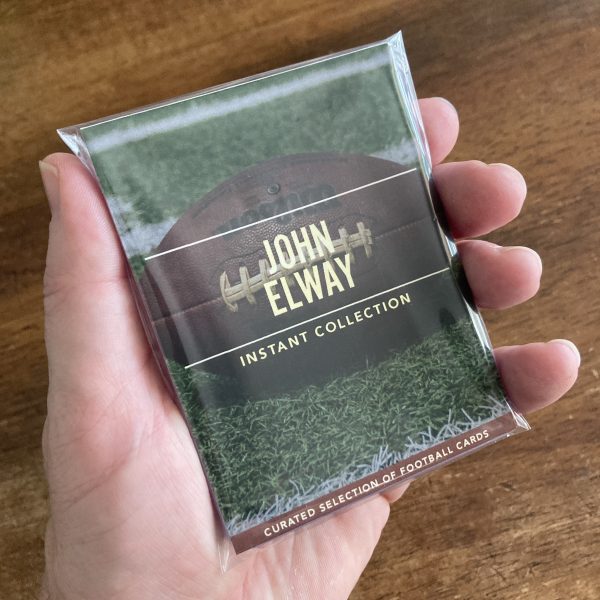 JOHN
ELWAY
INSTANT COLLECTION
CURATED SELECTION OF FOOTBALL CARDS